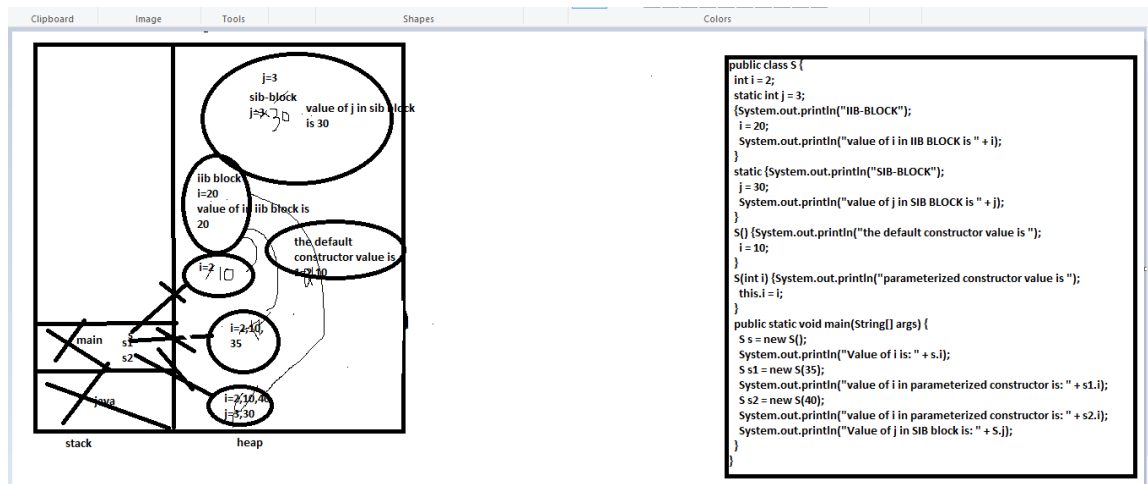 Clipboard
Image
Tools
Shapes
Colors
j=3
sib-block
30
value of j in sib block
is 30
iib block
i=20
value of i in iib block is
20
the default
constructor value is
i=2
10
i=2,10,
35
main
s1
s2
java
i=2,10,40
j=3,30
stack
heap
public class S {
int i = 2;
static int j = 3;
{System.out.println("IIB-BLOCK");
i = 20;
System.out.println("value of i in IIB BLOCK is " + i);
}
static {System.out.println("SIB-BLOCK");
j = 30;
System.out.println("value of j in SIB BLOCK is " + j);
}
S() {System.out.println("the default constructor value is ");
i = 10;
}
S(int i) {System.out.println("parameterized constructor value is ");
this.i = i;
}
public static void main(String[] args) {
S s = new S();
System.out.println("Value of i is: " + s.i);
S s1 = new S(35);
System.out.println("value of i in parameterized constructor is: " + s1.i);
S s2 = new S(40);
System.out.println("value of i in parameterized constructor is: " + s2.i);
System.out.println("Value of j in SIB block is: " + S.j);
}
}